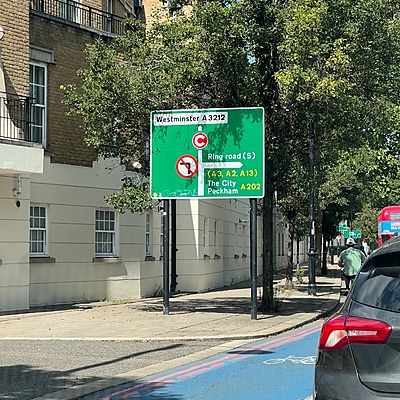 Westminster A3212
C
Ring road (S)
(A3, A2, A13)
The City
Peckham A202